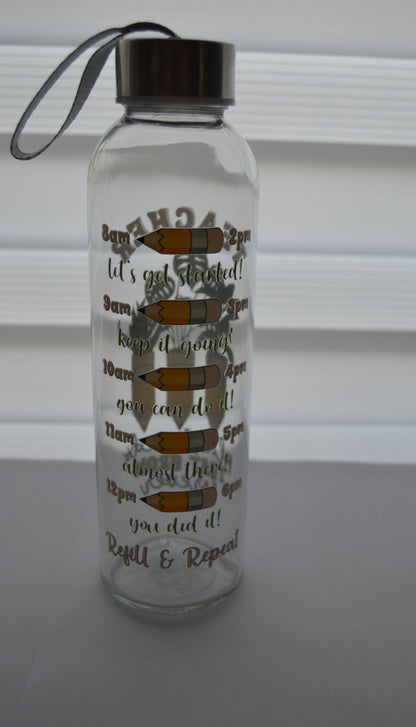 TEACHER
8am 2pm
let's get started!
9am 3pm
keep it going!
10am 4pm
you can do it!
11am 5pm
almost there!
12pm 6pm
you did it!
Refill & Repeat